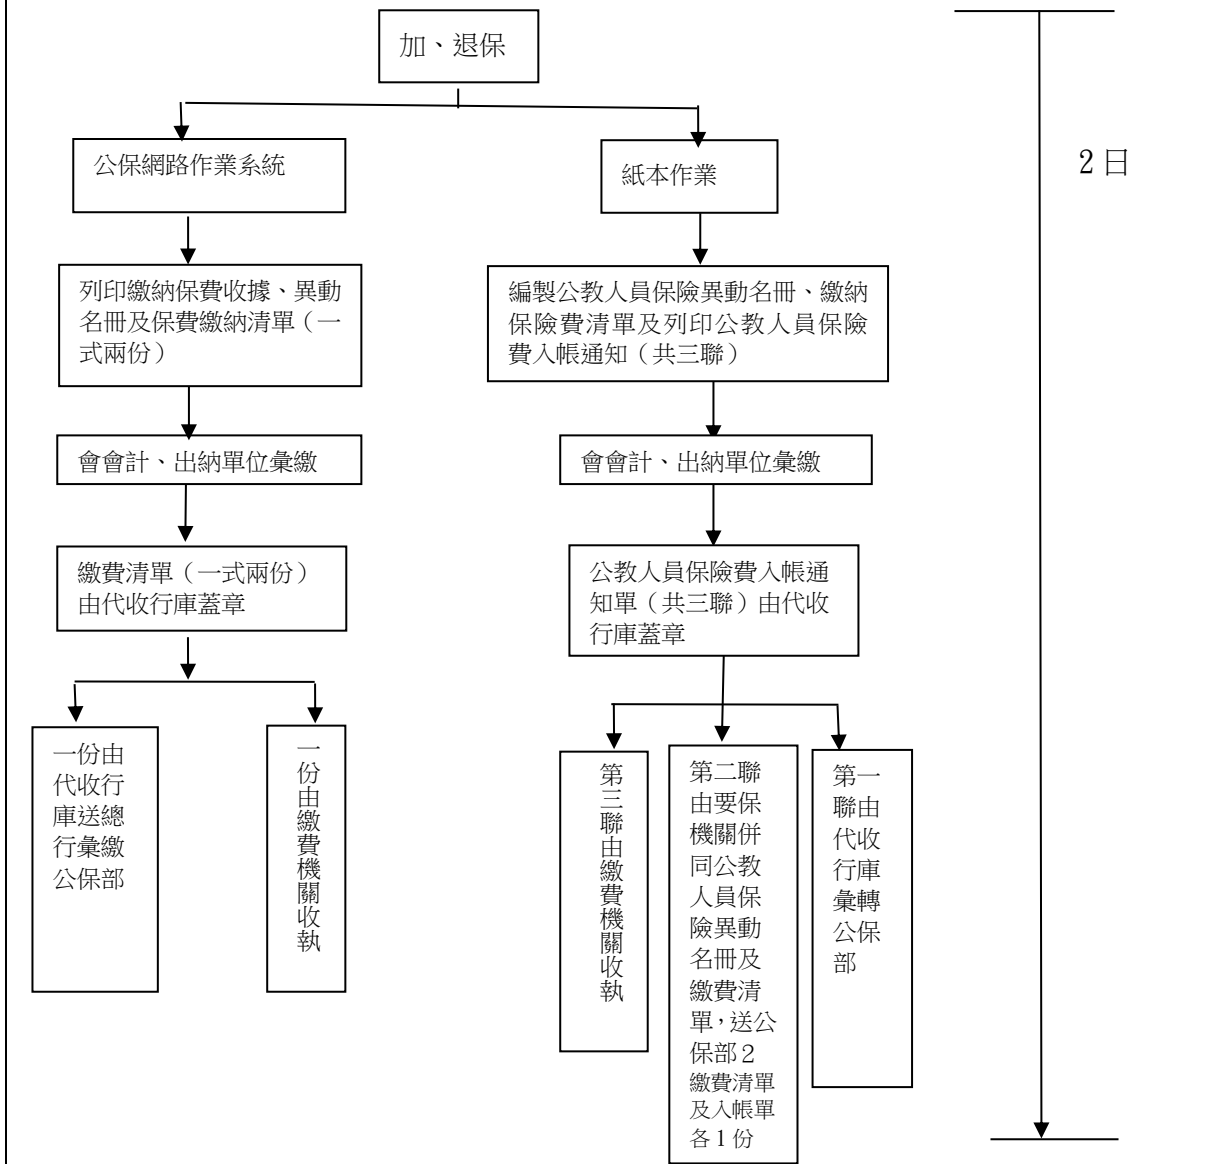 加、退保
2日
公保網路作業系統
紙本作業
列印繳納保費收據、異動
名冊及保費繳納清單（一
式兩份）
編製公教人員保險異動名冊、繳納
保險費清單及列印公教人員保險
費入帳通知（共三聯）
會會計、出納單位彙繳
會會計、出納單位彙繳
繳費清單（一式兩份）
由代收行庫蓋章
公教人員保險費入帳通
知單（共三聯）由代收
行庫蓋章
一份由
代收行
庫送總
行彙繳
公保部
一份由繳費機關收執
第三聯由繳費機關收執
第二聯
由要保
機關併
同公教
人員保
險異動
名冊及
繳費清
單，送公
保部２
繳費清單
及入帳單
各１份
第一
聯由
代收
行庫
彙轉
公保
部